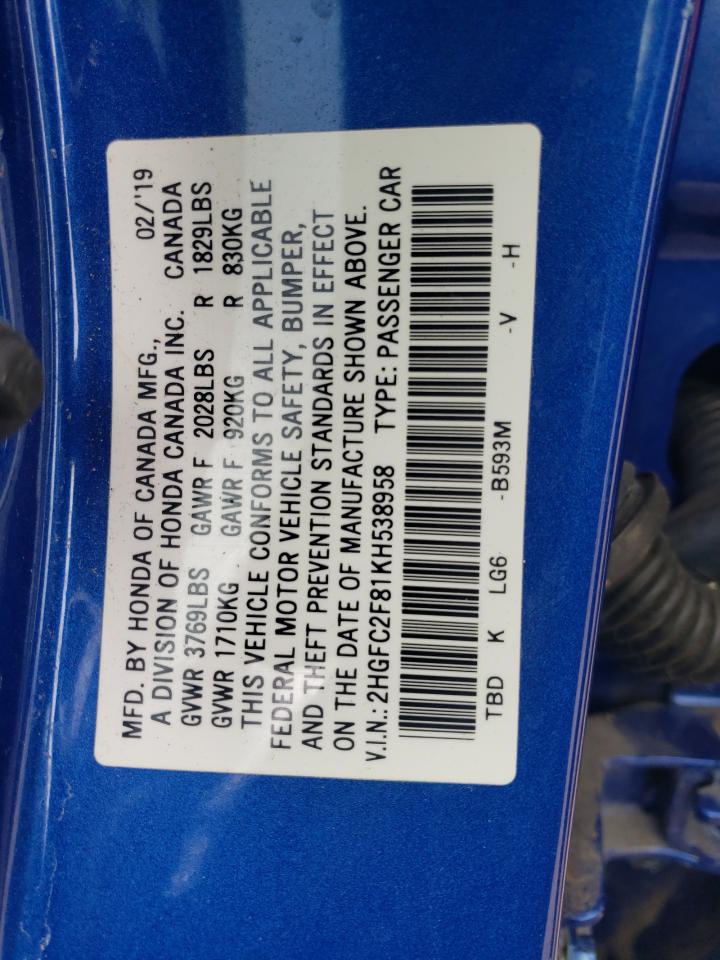 MFD. BY HONDA OF CANADA MFG., 02/'19
A DIVISION OF HONDA CANADA INC. CANADA
GVWR 3769LBS GAWR F 2028LBS R 1829LBS
GVWR 1710KG GAWR F 920KG R 830KG
THIS VEHICLE CONFORMS TO ALL APPLICABLE
FEDERAL MOTOR VEHICLE SAFETY, BUMPER,
AND THEFT PREVENTION STANDARDS IN EFFECT
ON THE DATE OF MANUFACTURE SHOWN ABOVE.
V.I.N.: 2HGFC2F81KH538958 TYPE: PASSENGER CAR
TBD K LG6 -B593M -V -H